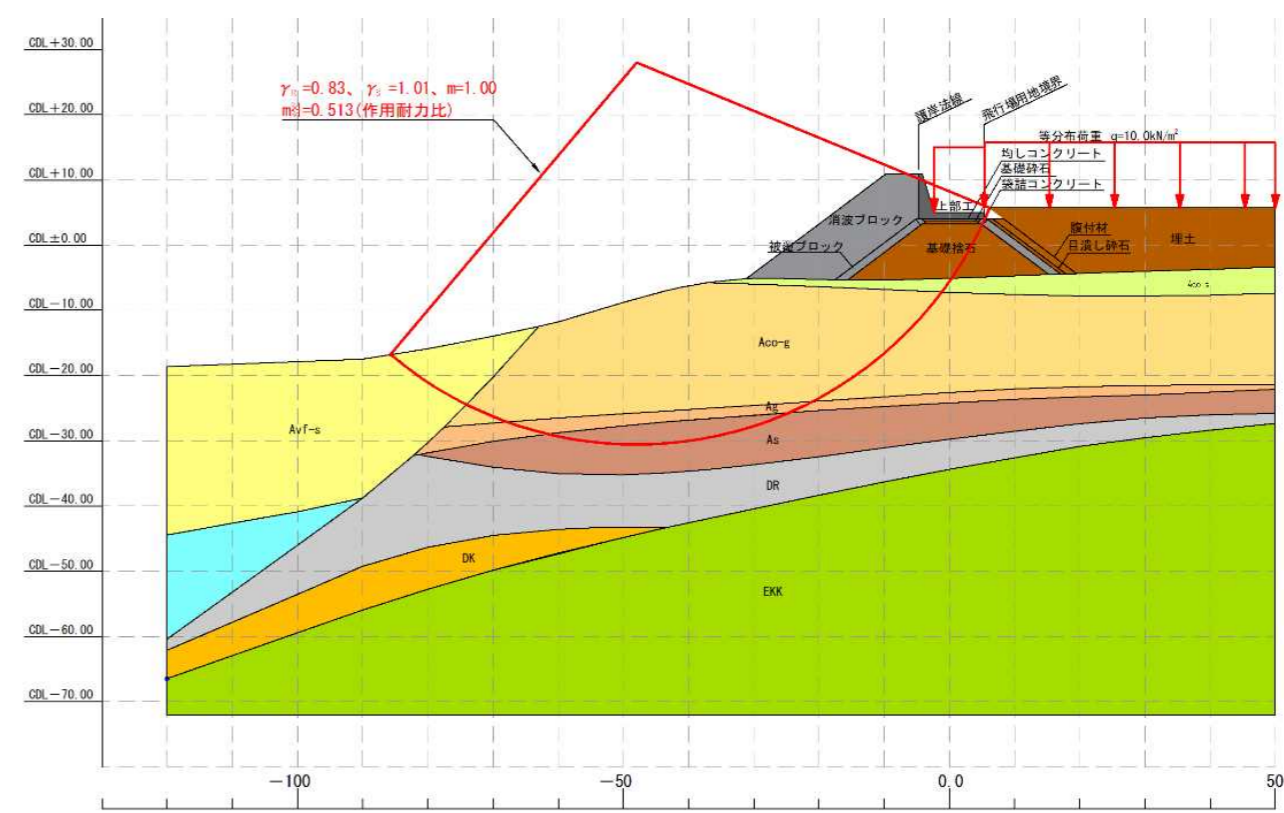 CDL+30.00
CDL+20.00
CDL+10.00
CDL±0.00
CDL-10.00
CDL-20.00
CDL-30.00
CDL-40.00
CDL-50.00
CDL-60.00
CDL-70.00
=0.83、γs =1.01、m=1.00
=0.513(作用耐力比)
護岸法線
飛行場用地境界
等分布荷重 q=10.0kN/m²
均しコンクリート
基礎砕石
袋詰コンクリート
上部工
消波ブロック
被覆ブロック
基礎捨石
腹付材
目潰し砕石
埋土
Aco-s
Aco-g
Ag
As
Avf-s
DR
DK
EKK
-100
-50
0.0
50